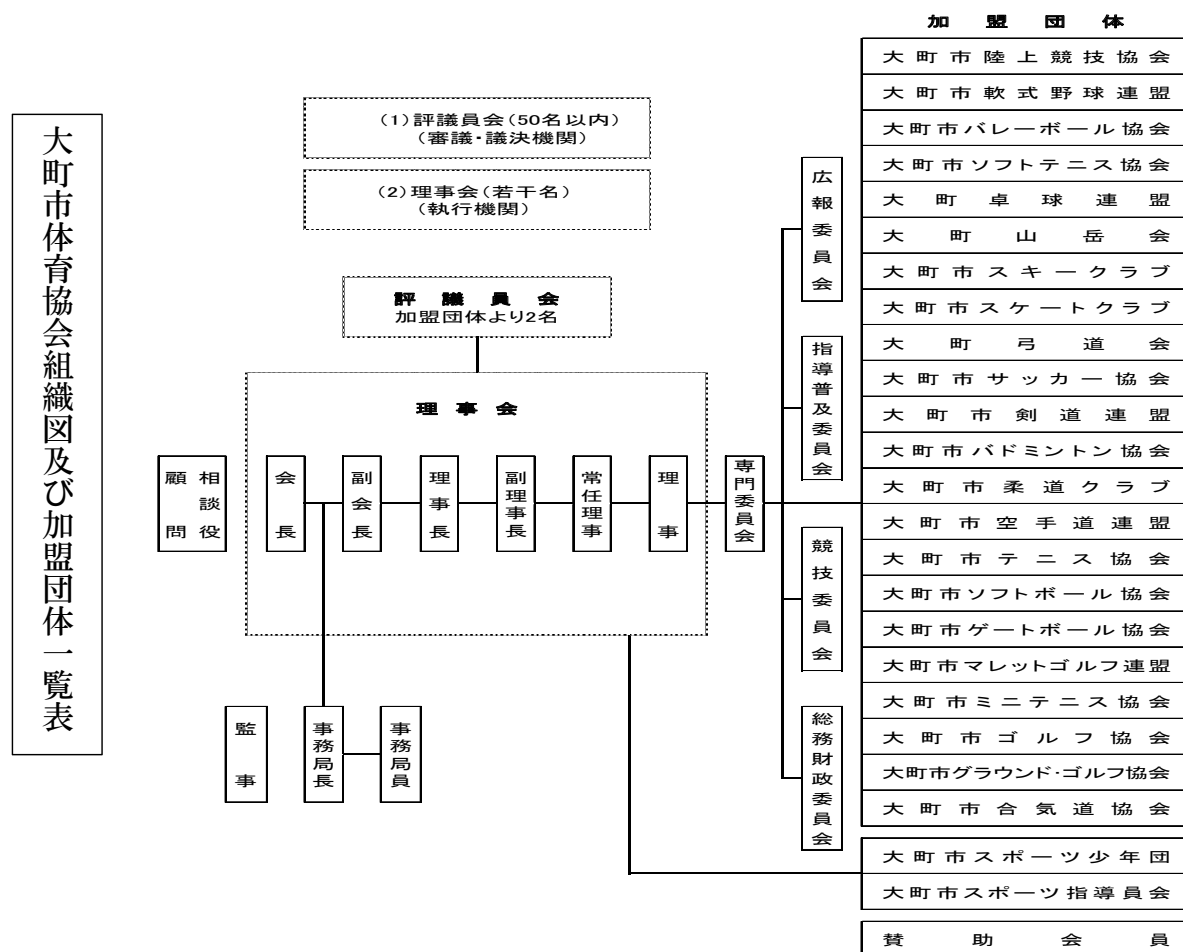 大町市体育協会組織図及び加盟団体一覧表
(1)評議員会(50名以内)
(審議・議決機関)
(2)理事会(若干名)
(執行機関)
評議員会
加盟団体より2名
理事会
相談役
顧問
会長
副会長
理事長
副理事長
常任理事
理事
専門委員会
監事
事務局長
事務局員
広報委員会
指導普及委員会
競技委員会
総務財政委員会
加盟団体
大町市陸上競技協会
大町市軟式野球連盟
大町市バレーボール協会
大町市ソフトテニス協会
大町卓球連盟
大町山岳会
大町市スキークラブ
大町市スケートクラブ
大町弓道会
大町市サッカー協会
大町市剣道連盟
大町市バドミントン協会
大町市柔道クラブ
大町市空手道連盟
大町市テニス協会
大町市ソフトボール協会
大町市ゲートボール協会
大町市マレットゴルフ連盟
大町市ミニテニス協会
大町市ゴルフ協会
大町市グラウンド・ゴルフ協会
大町市合気道協会
大町市スポーツ少年団
大町市スポーツ指導員会
賛助会員